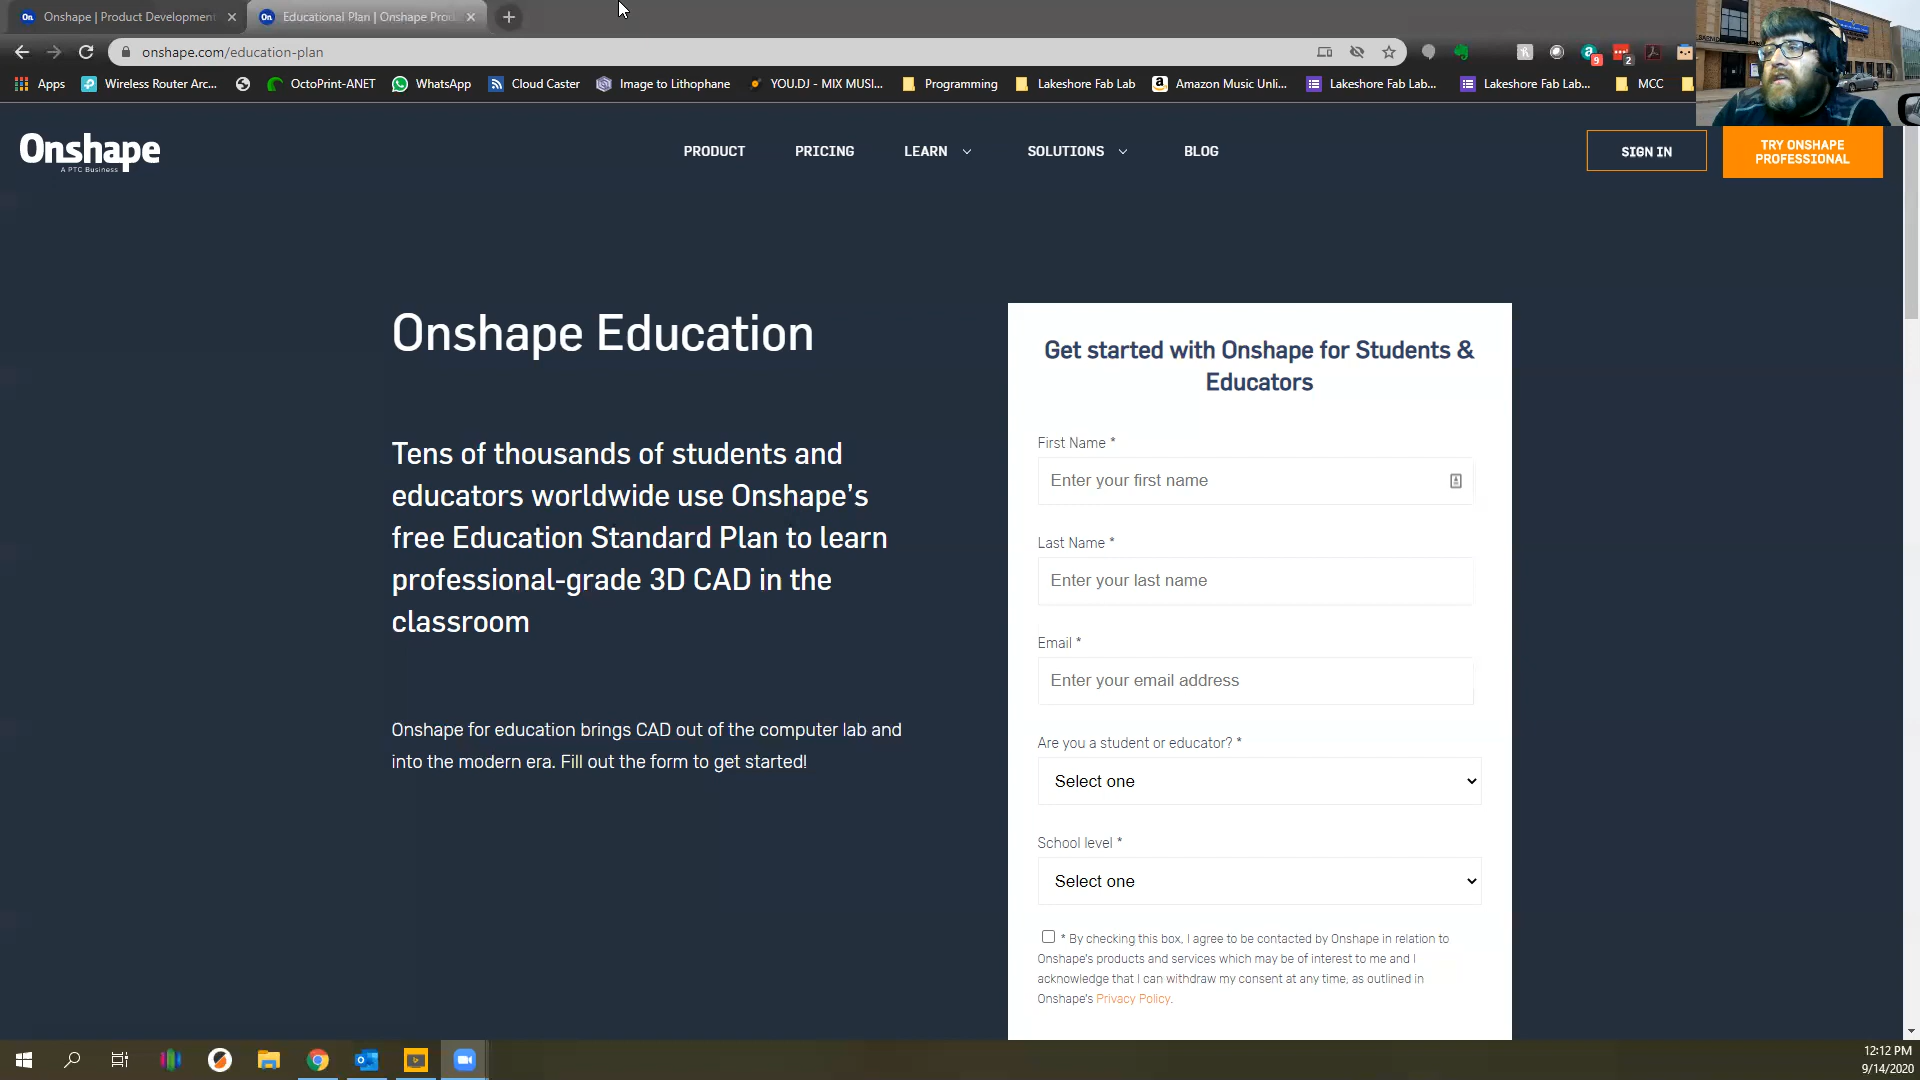 Onshape | Product Development
Educational Plan | Onshape Prod
onshape.com/education-plan
9
2
Apps
Wireless Router Arc...
OctoPrint-ANET
WhatsApp
Cloud Caster
Image to Lithophane
YOU.DJ - MIX MUSI...
Programming
Lakeshore Fab Lab
Amazon Music Unli...
Lakeshore Fab Lab...
Lakeshore Fab Lab...
MCC
Onshape
A PTC Business
PRODUCT
PRICING
LEARN
SOLUTIONS
BLOG
SIGN IN
TRY ONSHAPE
PROFESSIONAL
Onshape Education
Tens of thousands of students and
educators worldwide use Onshape's
free Education Standard Plan to learn
professional-grade 3D CAD in the
classroom
Onshape for education brings CAD out of the computer lab and
into the modern era. Fill out the form to get started!
Get started with Onshape for Students &
Educators
First Name *
Enter your first name
Last Name *
Enter your last name
Email *
Enter your email address
Are you a student or educator? *
Select one
School level *
Select one
* By checking this box, I agree to be contacted by Onshape in relation to
Onshape's products and services which may be of interest to me and I
acknowledge that I can withdraw my consent at any time, as outlined in
Onshape's Privacy Policy.
12:12 PM
9/14/2020